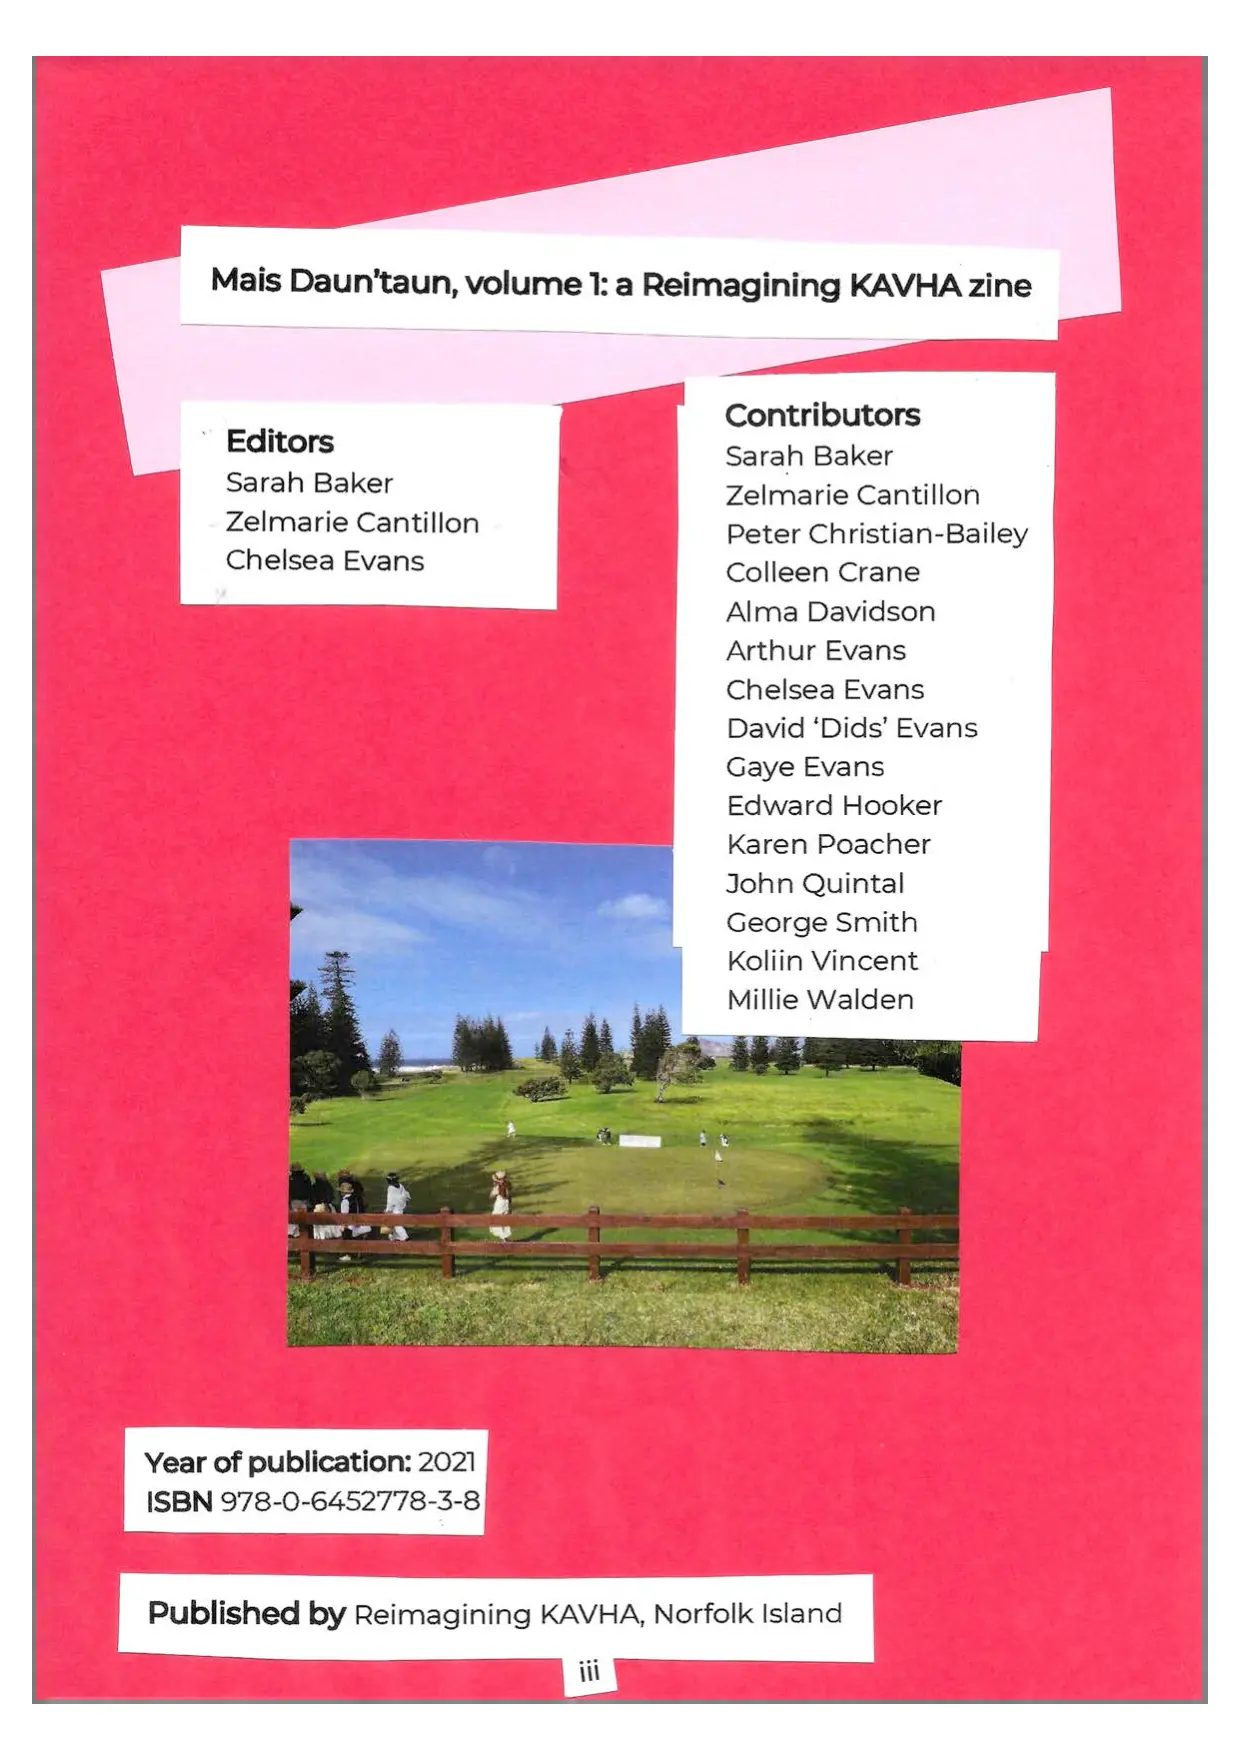 Mais Daun'taun, volume 1: a Reimagining KAVHA zine
Editors
Sarah Baker
Zelmarie Cantillon
Chelsea Evans
Contributors
Sarah Baker
Zelmarie Cantillon
Peter Christian-Bailey
Colleen Crane
Alma Davidson
Arthur Evans
Chelsea Evans
David ‘Dids’ Evans
Gaye Evans
Edward Hooker
Karen Poacher
John Quintal
George Smith
Koliin Vincent
Millie Walden
Year of publication: 2021
ISBN 978-0-6452778-3-8
Published by Reimagining KAVHA, Norfolk Island
iii